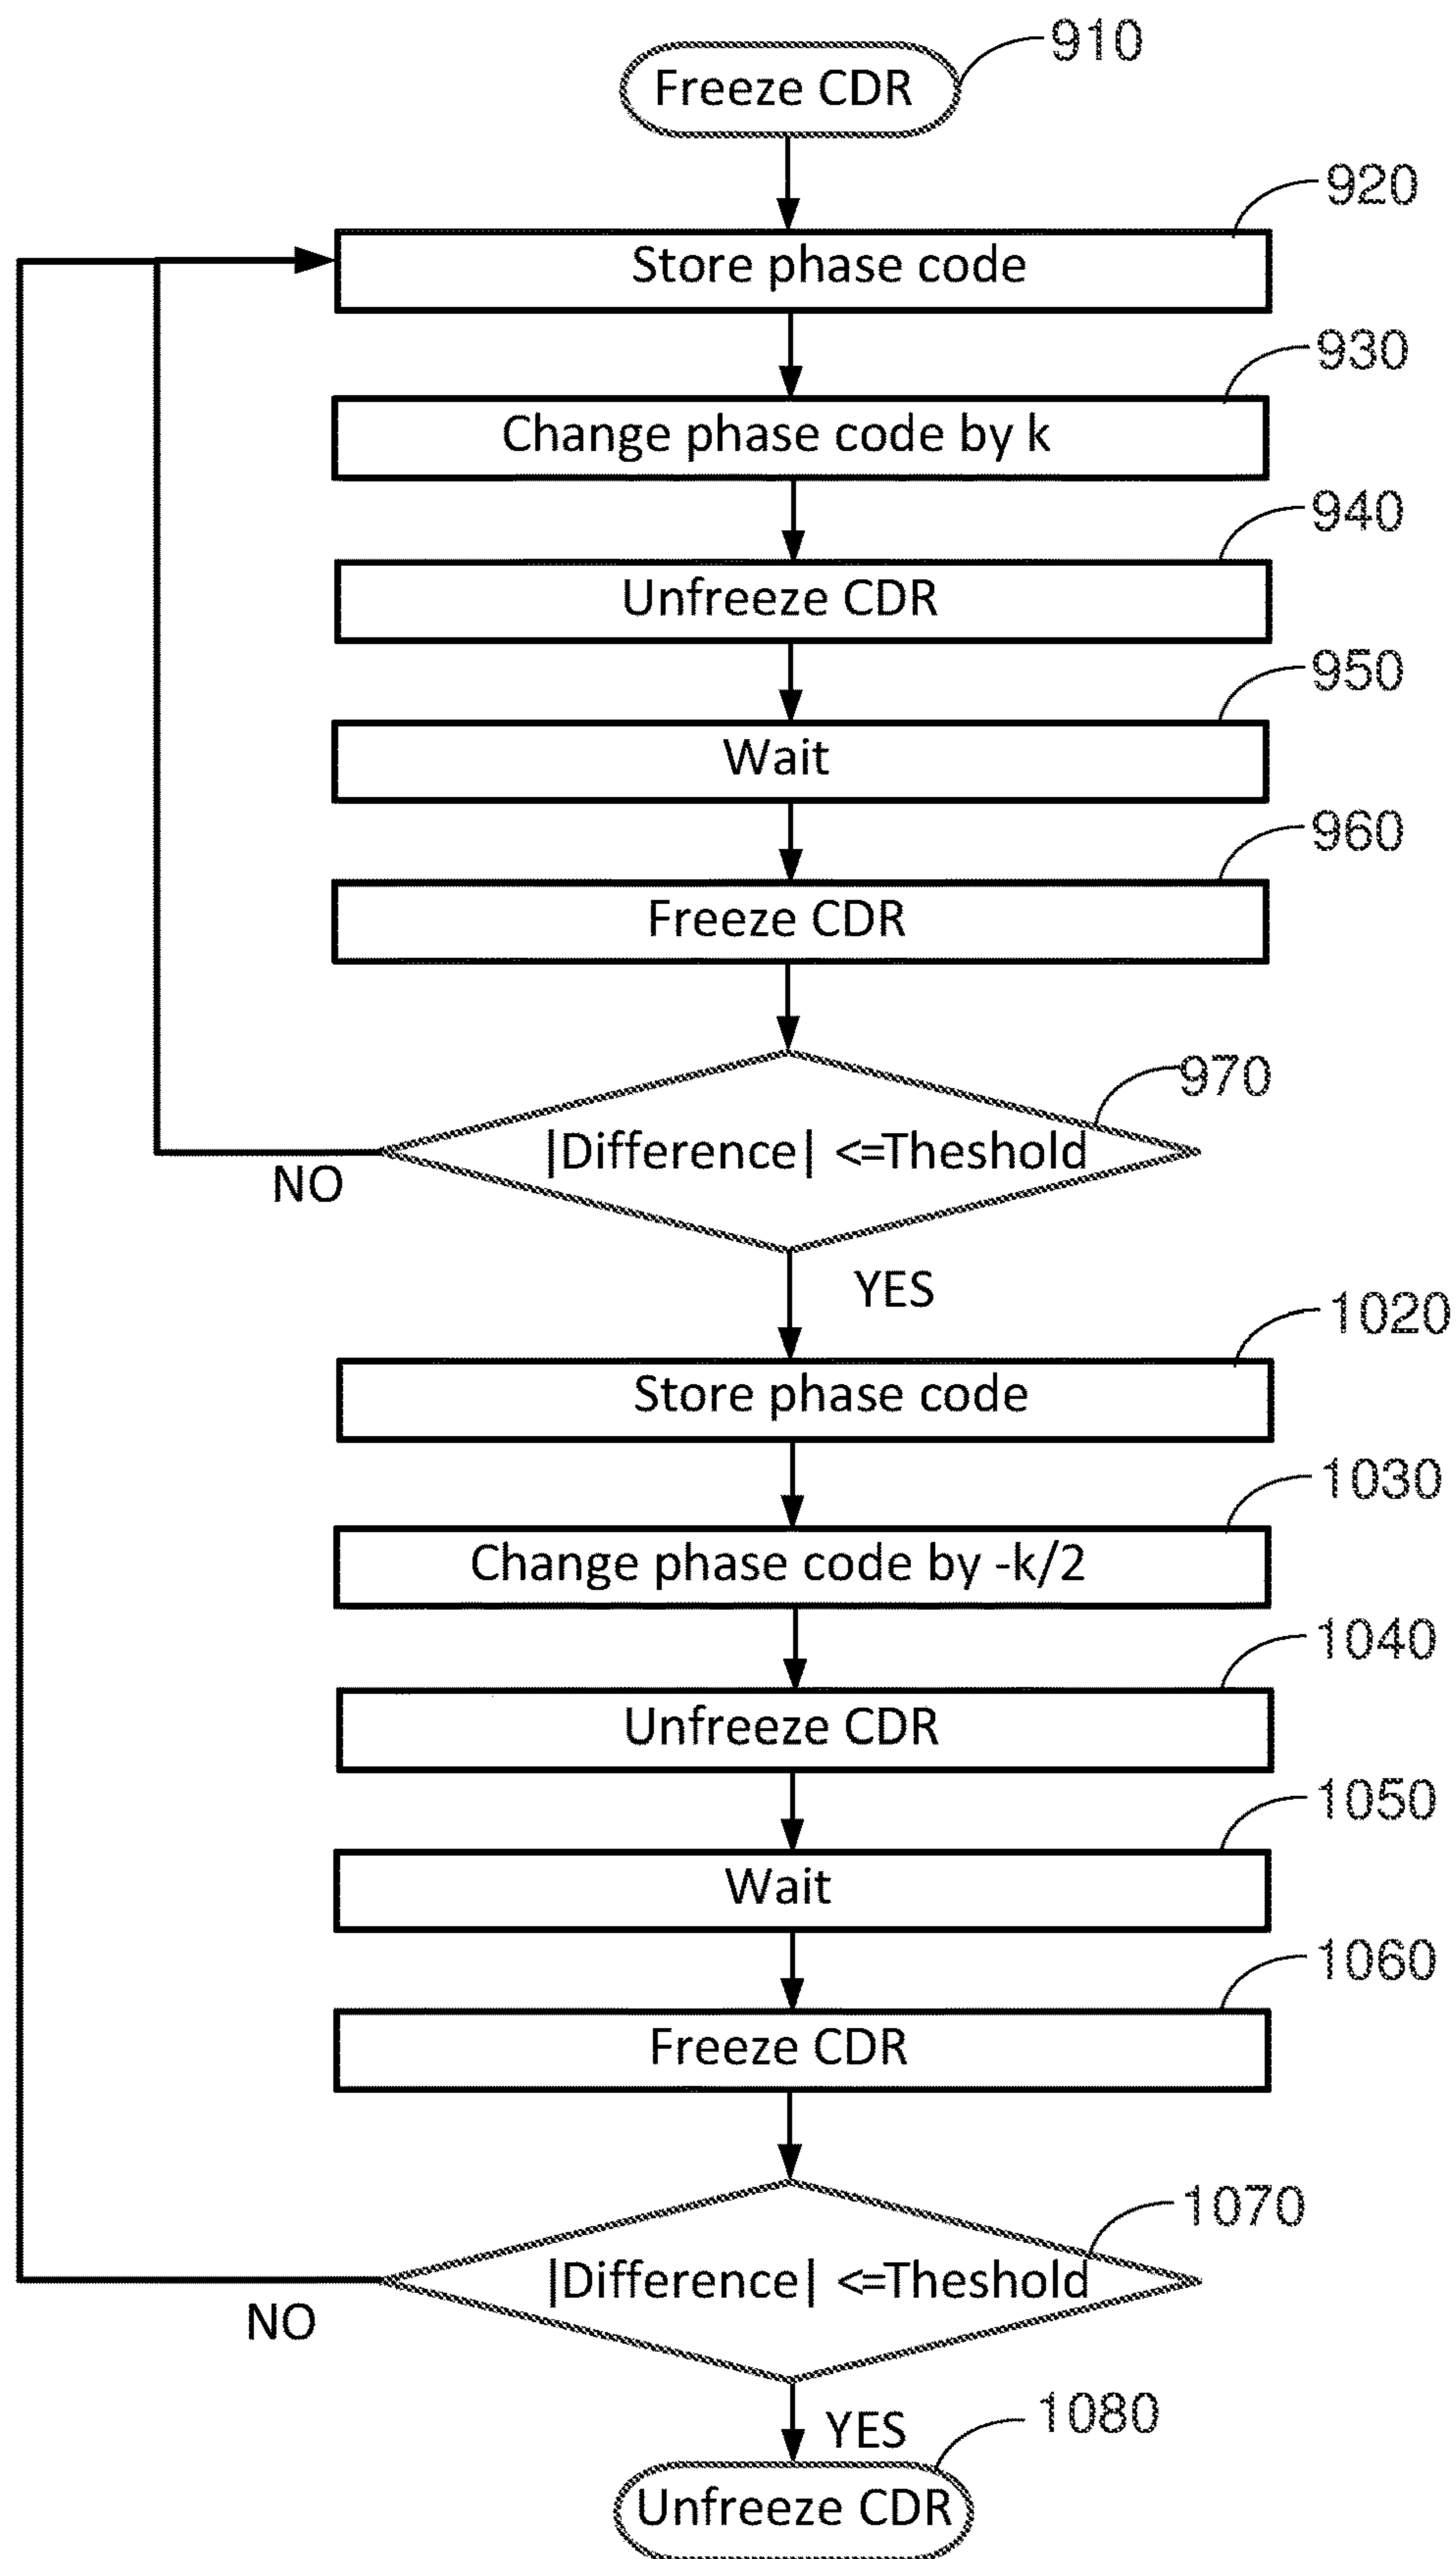 910
Freeze CDR
920
Store phase code
930
Change phase code by k
940
Unfreeze CDR
950
Wait
960
Freeze CDR
970
|Difference| <=Theshold
NO
YES
1020
Store phase code
1030
Change phase code by -k/2
1040
Unfreeze CDR
1050
Wait
1060
Freeze CDR
1070
|Difference| <=Theshold
NO
YES
1080
Unfreeze CDR